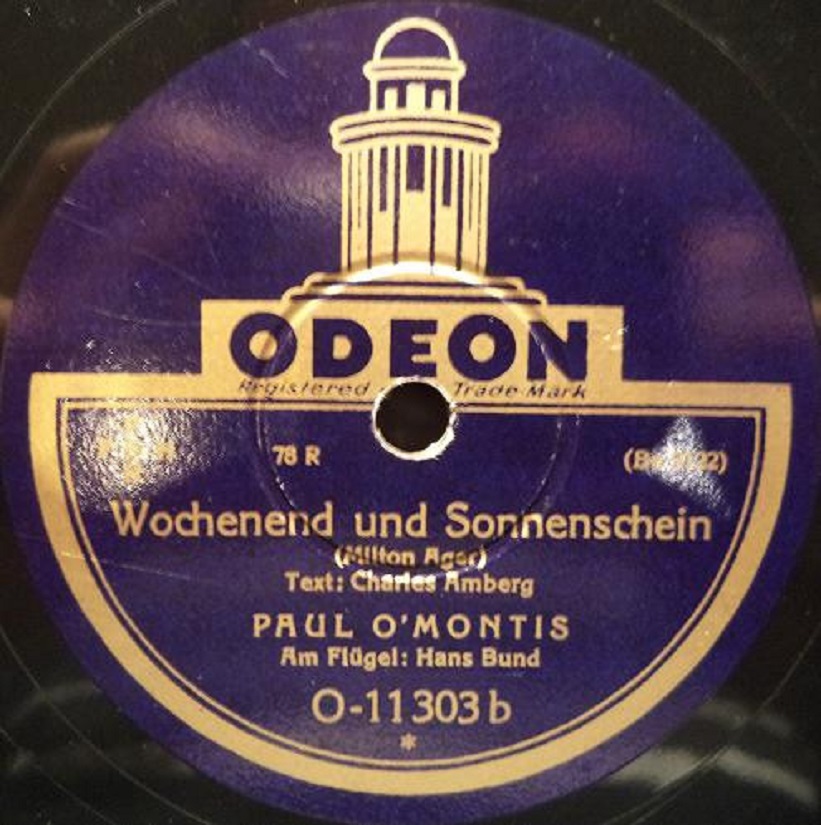 ODEON
Registered Trade Mark
78 R
Wochenend und Sonnenschein
(Milton Ager)
Text: Charles Amberg
PAUL O'MONTIS
Am Flügel: Hans Bund
O-11303b
*